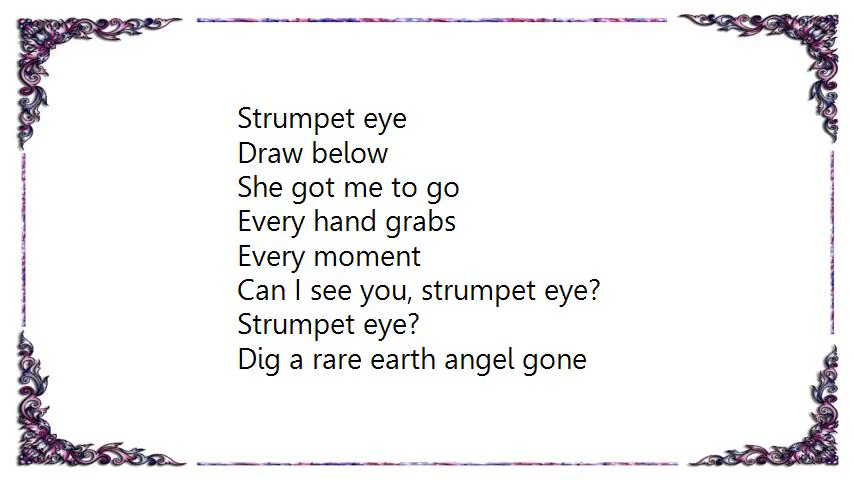 Strumpet eye
Draw below
She got me to go
Every hand grabs
Every moment
Can I see you, strumpet eye?
Strumpet eye?
Dig a rare earth angel gone